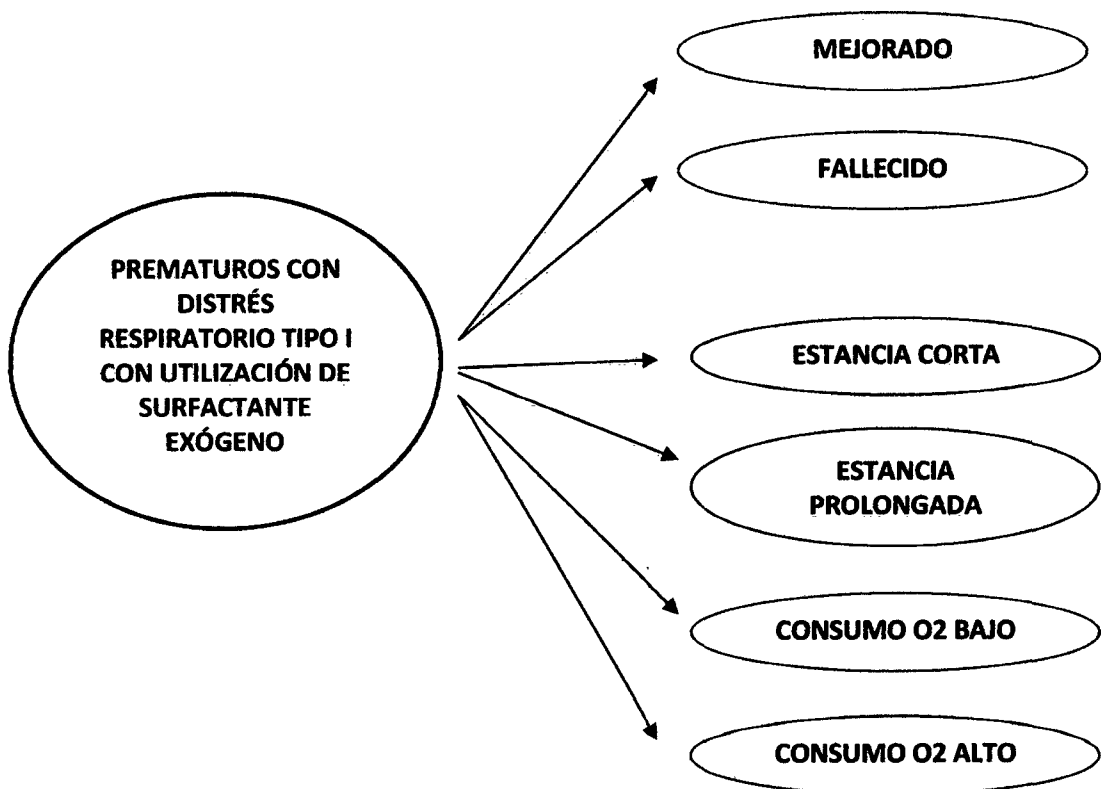 PREMATUROS CON
DISTRÉS
RESPIRATORIO TIPO I
CON UTILIZACIÓN DE
SURFACTANTE
EXÓGENO
MEJORADO
FALLECIDO
ESTANCIA CORTA
ESTANCIA
PROLONGADA
CONSUMO O2 BAJO
CONSUMO O2 ALTO